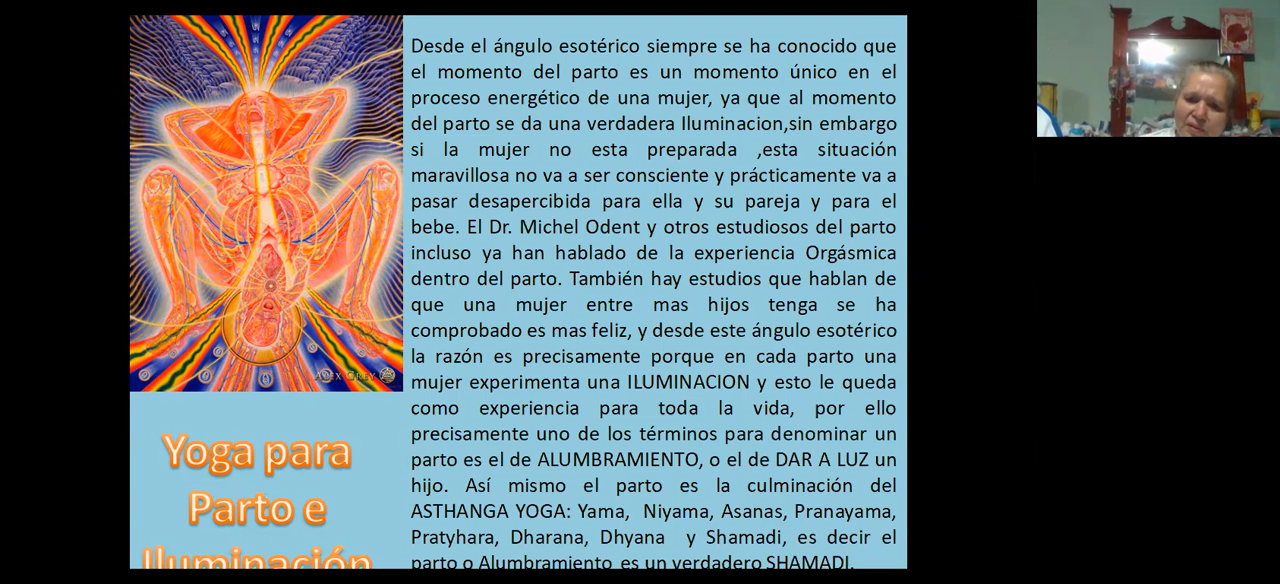 Desde el ángulo esotérico siempre se ha conocido que
el momento del parto es un momento único en el
proceso energético de una mujer, ya que al momento
del parto se da una verdadera Iluminacion,sin embargo
si la mujer no esta preparada ,esta situación
maravillosa no va a ser consciente y prácticamente va a
pasar desapercibida para ella y su pareja y para el
bebe. El Dr. Michel Odent y otros estudiosos del parto
incluso ya han hablado de la experiencia Orgásmica
dentro del parto. También hay estudios que hablan de
que una mujer entre mas hijos tenga se ha
comprobado es mas feliz, y desde este ángulo esotérico
la razón es precisamente porque en cada parto una
mujer experimenta una ILUMINACION y esto le queda
como experiencia para toda la vida, por ello
precisamente uno de los términos para denominar un
parto es el de ALUMBRAMIENTO, o el de DAR A LUZ un
hijo. Así mismo el parto es la culminación del
ASTHANGA YOGA: Yama, Niyama, Asanas, Pranayama,
Pratyhara, Dharana, Dhyana y Shamadi, es decir el
parto o Alumbramiento es un verdadero SHAMADI.
ALEX GREY
Yoga para
Parto e
Iluminación